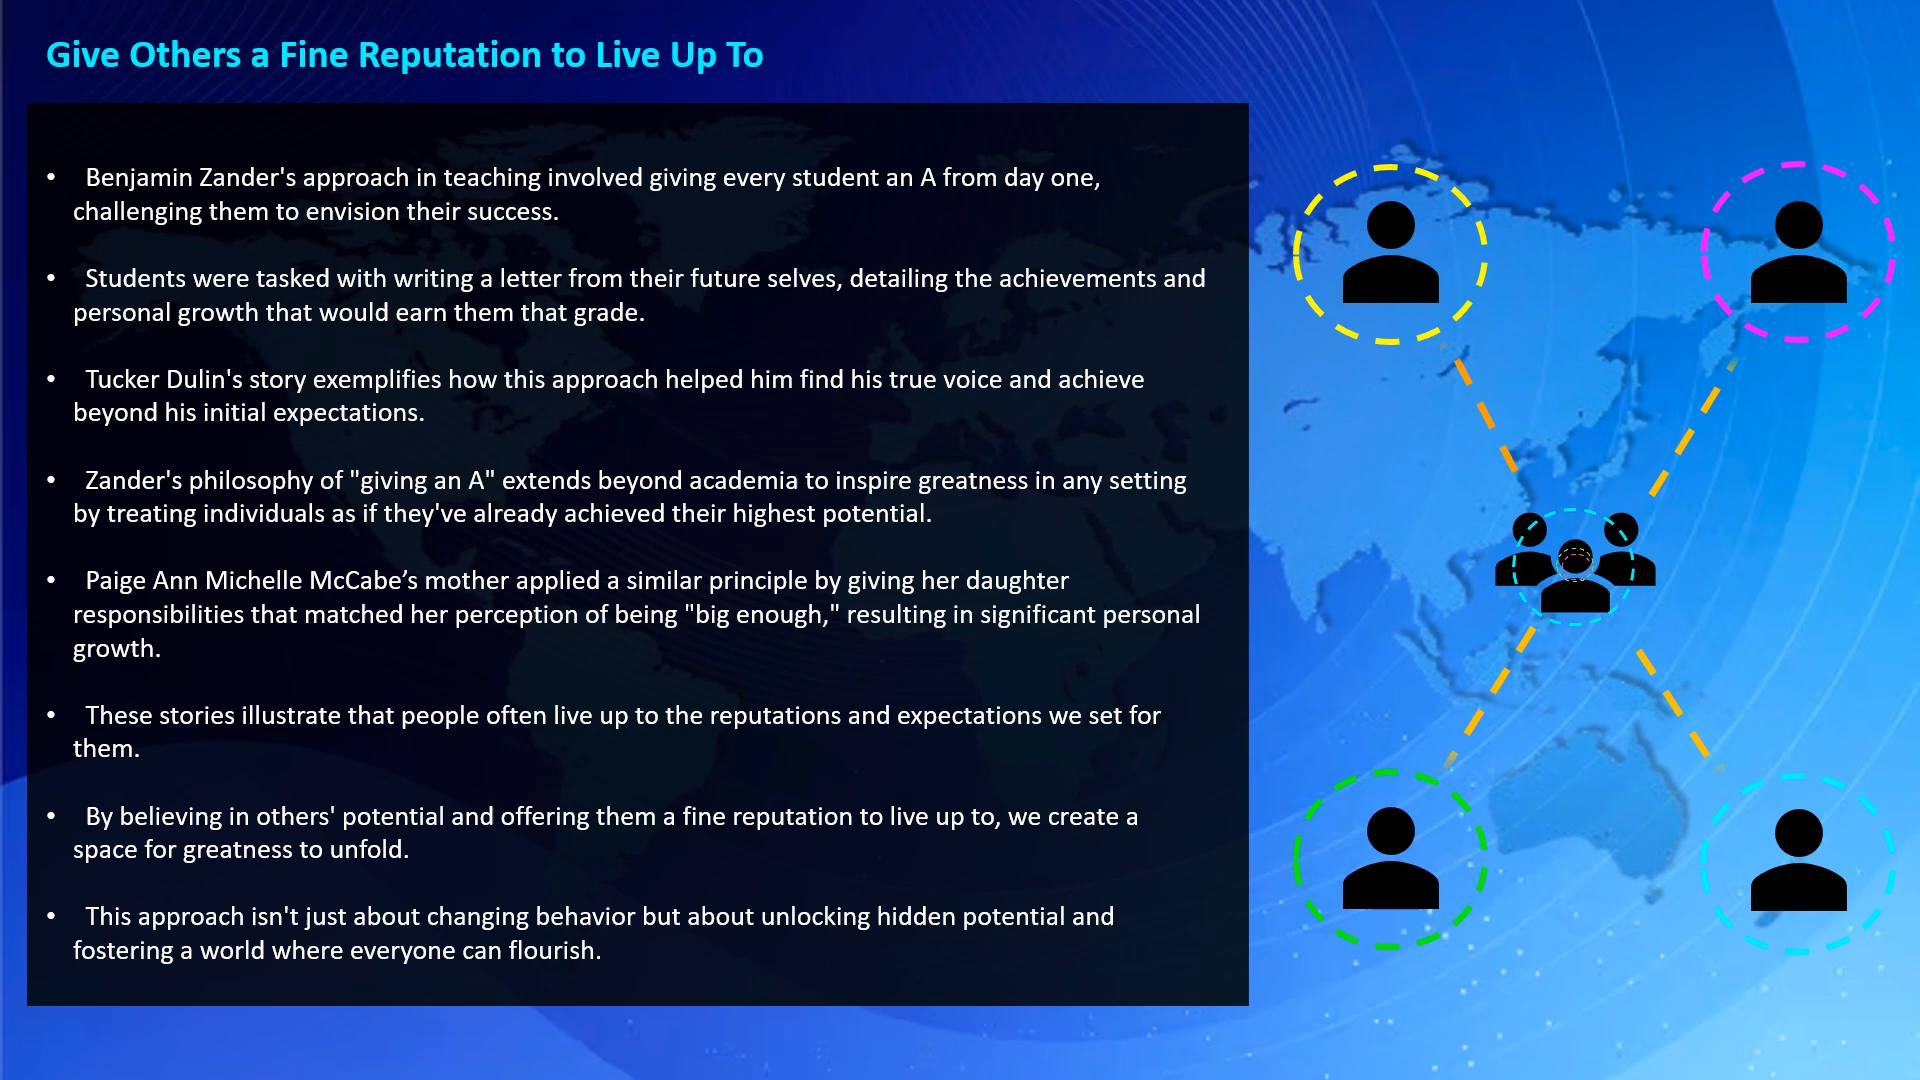 Give Others a Fine Reputation to Live Up To
• Benjamin Zander's approach in teaching involved giving every student an A from day one,
challenging them to envision their success.
• Students were tasked with writing a letter from their future selves, detailing the achievements and
personal growth that would earn them that grade.
• Tucker Dulin's story exemplifies how this approach helped him find his true voice and achieve
beyond his initial expectations.
• Zander's philosophy of "giving an A" extends beyond academia to inspire greatness in any setting
by treating individuals as if they've already achieved their highest potential.
• Paige Ann Michelle McCabe’s mother applied a similar principle by giving her daughter
responsibilities that matched her perception of being "big enough," resulting in significant personal
growth.
• These stories illustrate that people often live up to the reputations and expectations we set for
them.
• By believing in others' potential and offering them a fine reputation to live up to, we create a
space for greatness to unfold.
• This approach isn't just about changing behavior but about unlocking hidden potential and
fostering a world where everyone can flourish.